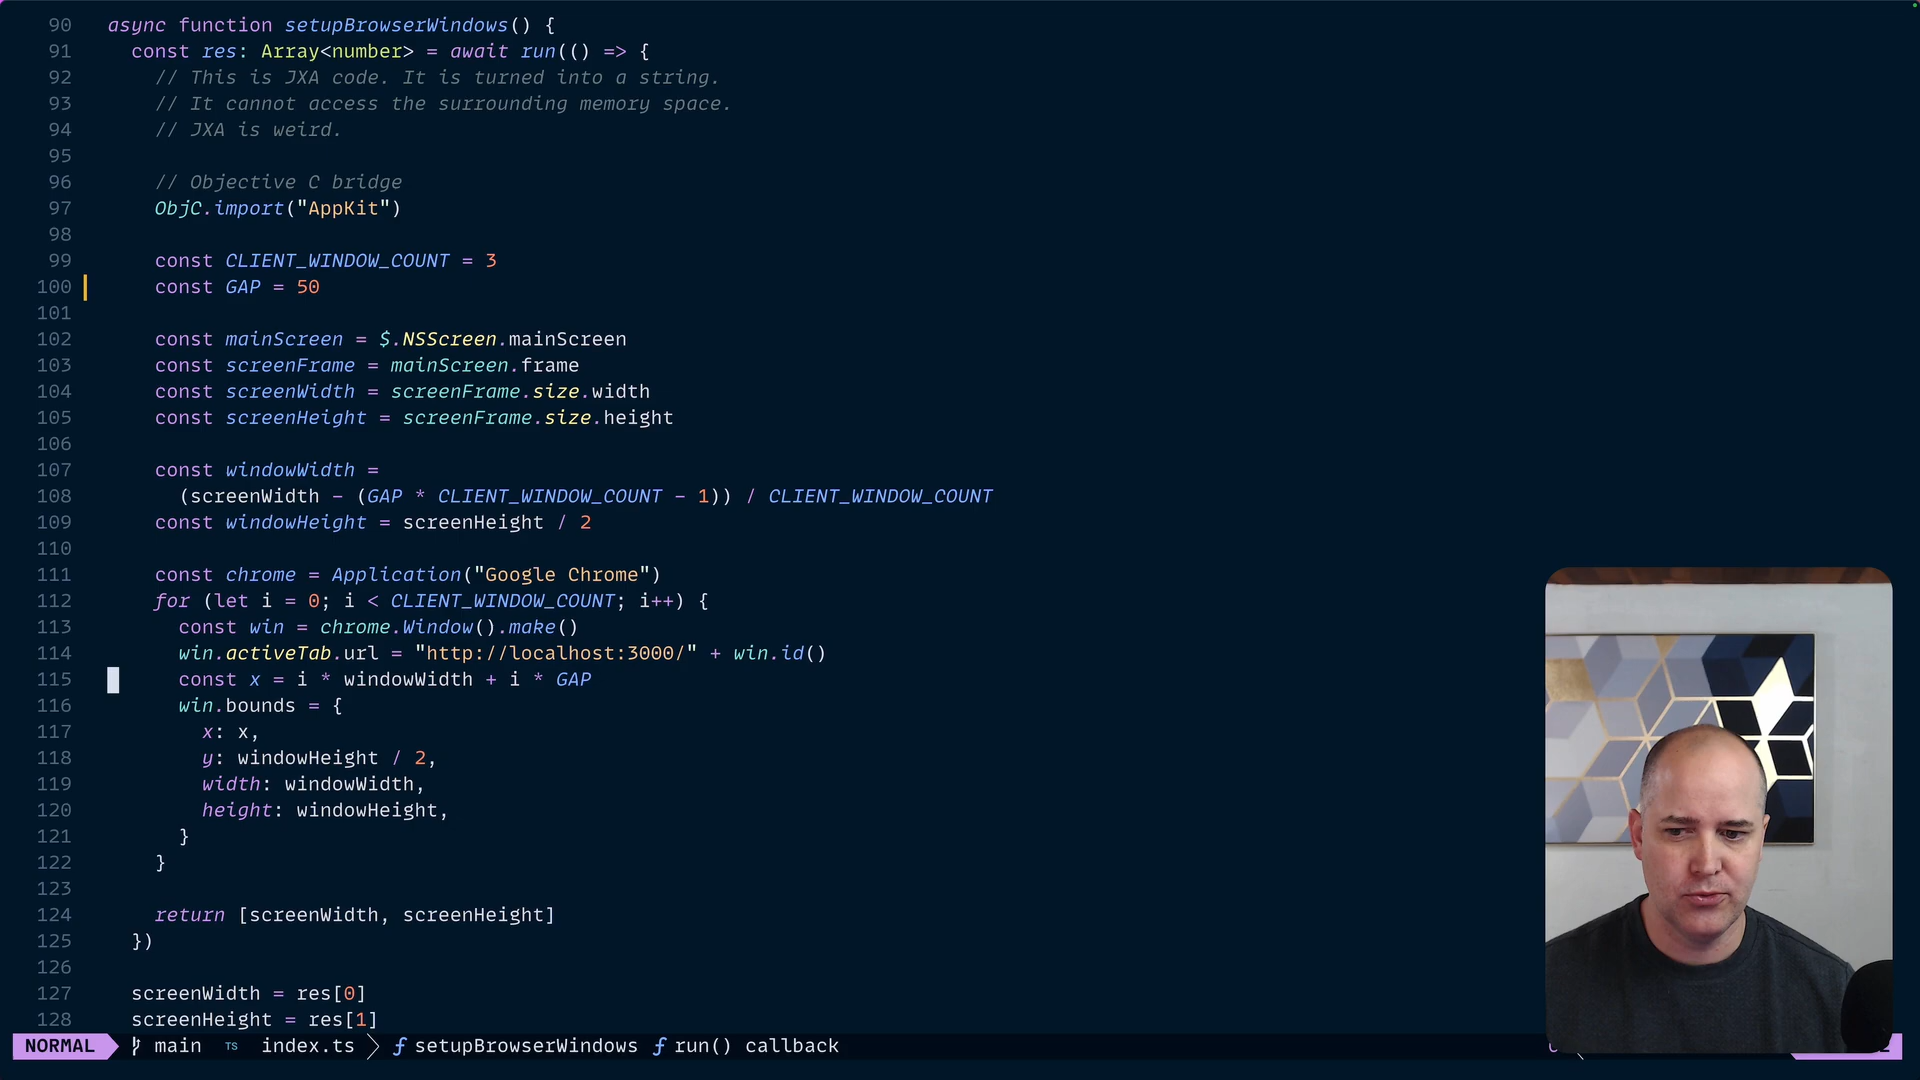 90 async function setupBrowserWindows() {
91   const res: Array<number> = await run(() => {
92     // This is JXA code. It is turned into a string.
93     // It cannot access the surrounding memory space.
94     // JXA is weird.
95
96     // Objective C bridge
97     ObjC.import("AppKit")
98
99     const CLIENT_WINDOW_COUNT = 3
100     const GAP = 50
101
102     const mainScreen = $.NSScreen.mainScreen
103     const screenFrame = mainScreen.frame
104     const screenWidth = screenFrame.size.width
105     const screenHeight = screenFrame.size.height
106
107     const windowWidth =
108       (screenWidth - (GAP * CLIENT_WINDOW_COUNT - 1)) / CLIENT_WINDOW_COUNT
109     const windowHeight = screenHeight / 2
110
111     const chrome = Application("Google Chrome")
112     for (let i = 0; i < CLIENT_WINDOW_COUNT; i++) {
113       const win = chrome.Window().make()
114       win.activeTab.url = "http://localhost:3000/" + win.id()
115       const x = i * windowWidth + i * GAP
116       win.bounds = {
117         x: x,
118         y: windowHeight / 2,
119         width: windowWidth,
120         height: windowHeight,
121       }
122     }
123
124     return [screenWidth, screenHeight]
125   })
126
127   screenWidth = res[0]
128   screenHeight = res[1]
NORMAL main TS index.ts ƒ setupBrowserWindows ƒ run() callback